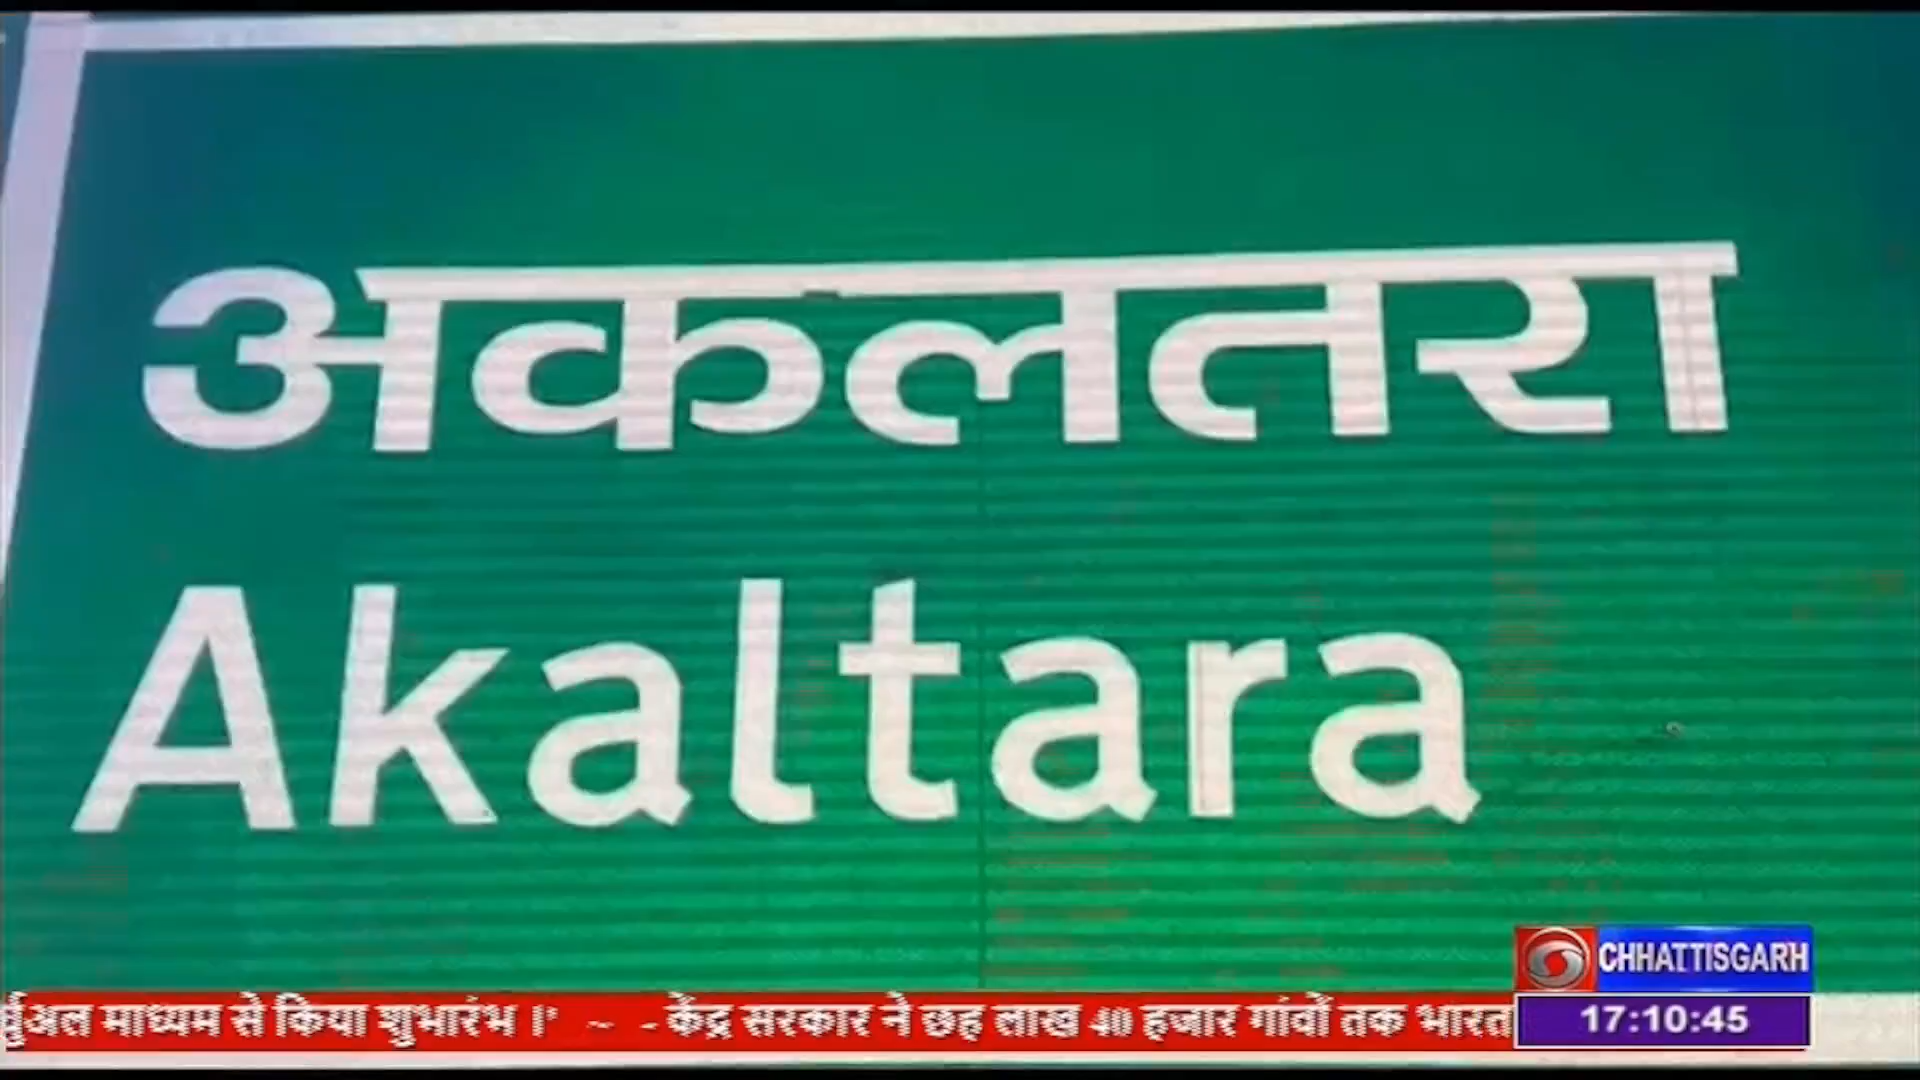 अकलतरा
Akaltara
CHHATTISGARH
माध्यम से किया शुभारंभ ।" ~ - केंद्र सरकार ने छह लाख 40 हजार गांवों तक भारत
17:10:45